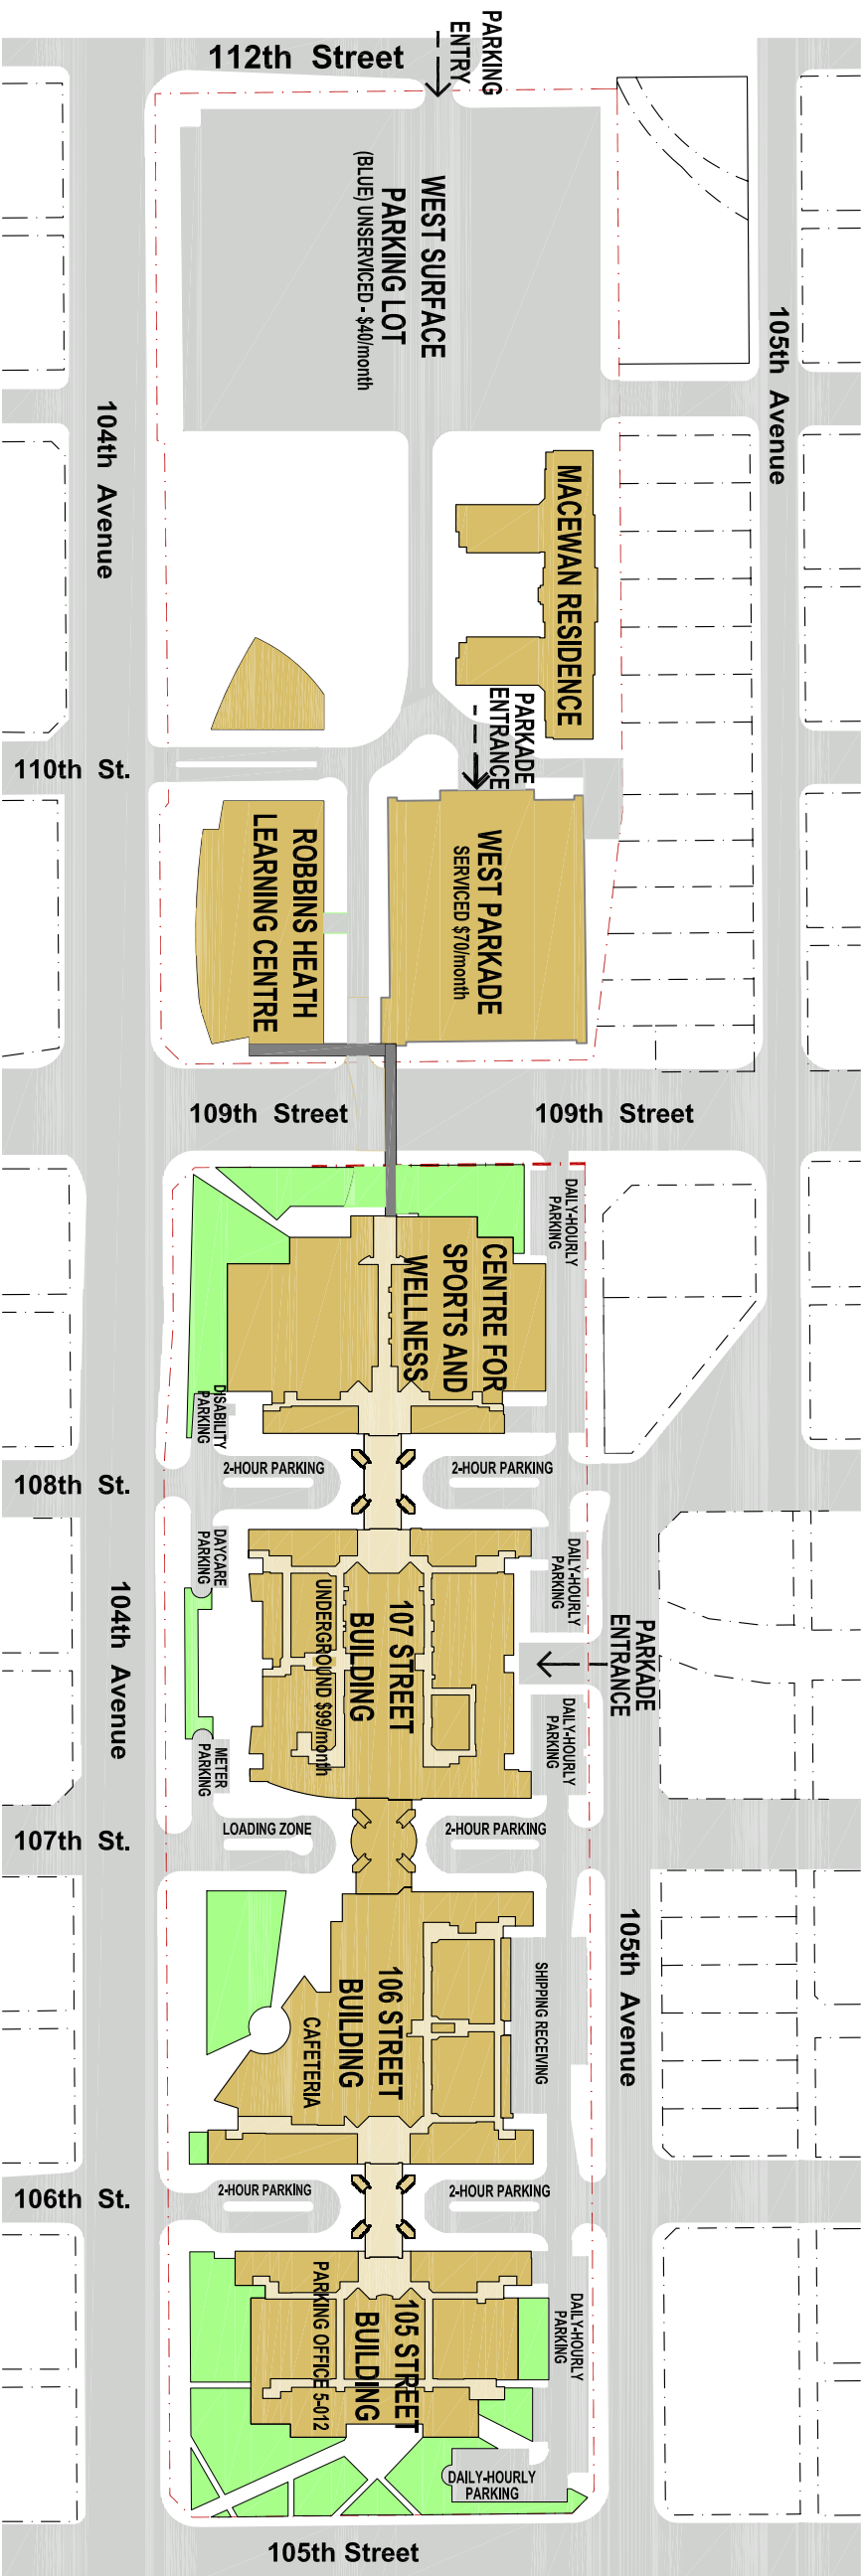 PARKING
ENTRY
112th Street
WEST SURFACE
PARKING LOT
(BLUE) UNSERVICED - $40/month
105th Avenue
104th Avenue
MACEWAN RESIDENCE
PARKADE
ENTRANCE
110th St.
WEST PARKADE
SERVICED $70/month
ROBBINS HEATH
LEARNING CENTRE
109th Street
109th Street
DAILY-HOURLY
PARKING
CENTRE FOR
SPORTS AND
WELLNESS
DISABILITY
PARKING
2-HOUR PARKING
2-HOUR PARKING
108th St.
DAYCARE
PARKING
DAILY-HOURLY
PARKING
104th Avenue
107 STREET
BUILDING
UNDERGROUND $99/month
PARKADE
ENTRANCE
DAILY-HOURLY
PARKING
METER
PARKING
LOADING ZONE
2-HOUR PARKING
107th St.
105th Avenue
SHIPPING RECEIVING
106 STREET
BUILDING
CAFETERIA
2-HOUR PARKING
2-HOUR PARKING
106th St.
105 STREET
BUILDING
PARKING OFFICE 5-012
DAILY-HOURLY
PARKING
DAILY-HOURLY
PARKING
105th Street